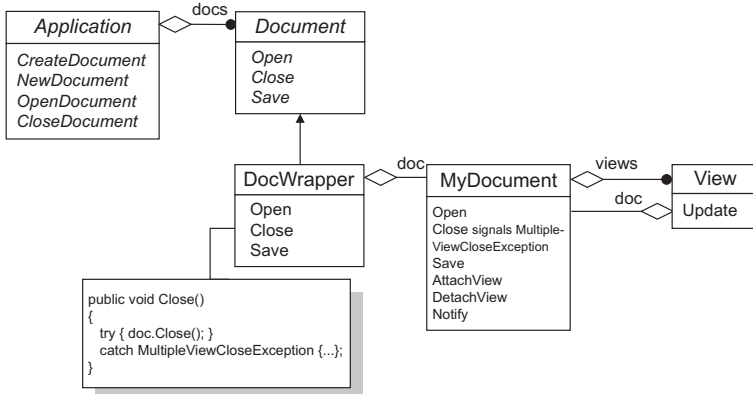 Application
CreateDocument
NewDocument
OpenDocument
CloseDocument
docs
Document
Open
Close
Save
DocWrapper
Open
Close
Save
doc
MyDocument
Open
Close signals Multiple-
ViewCloseException
Save
AttachView
DetachView
Notify
views
doc
View
Update
public void Close()
{
try { doc.Close(); }
catch MultipleViewCloseException {...};
}